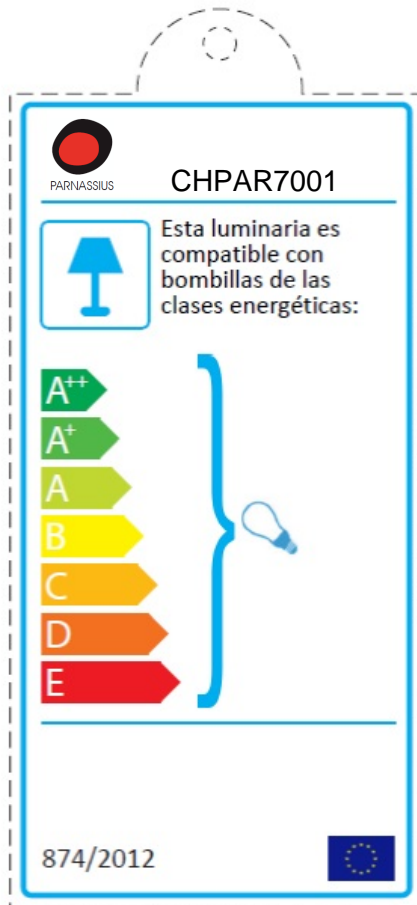 PARNASSIUS
CHPAR7001
Esta luminaria es
compatible con
bombillas de las
clases energéticas:
A++
A+
A
B
C
D
E
874/2012